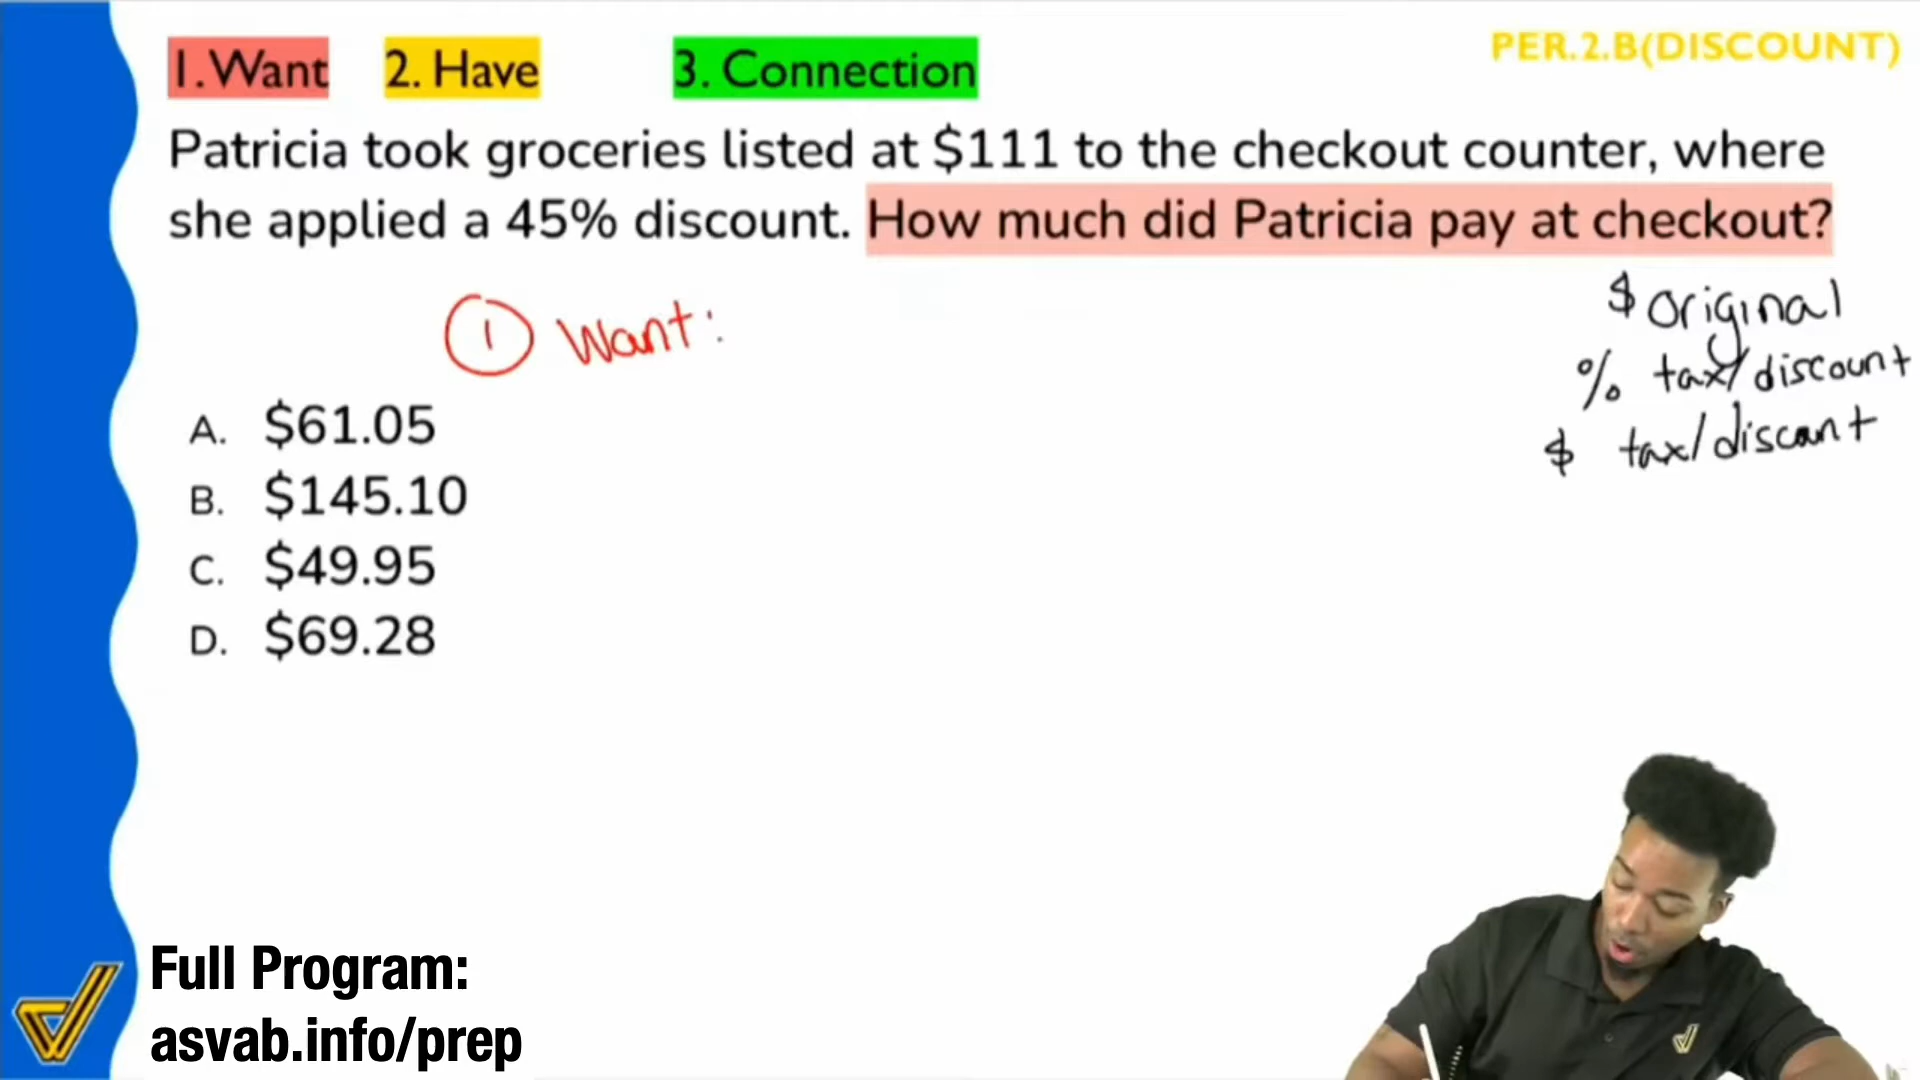 1. Want 2. Have 3. Connection
PER.2.B(DISCOUNT)
Patricia took groceries listed at $111 to the checkout counter, where
she applied a 45% discount. How much did Patricia pay at checkout?
① Want:
$ Original
% tax/discount
$ tax/discount
A. $61.05
B. $145.10
C. $49.95
D. $69.28
Full Program:
asvab.info/prep